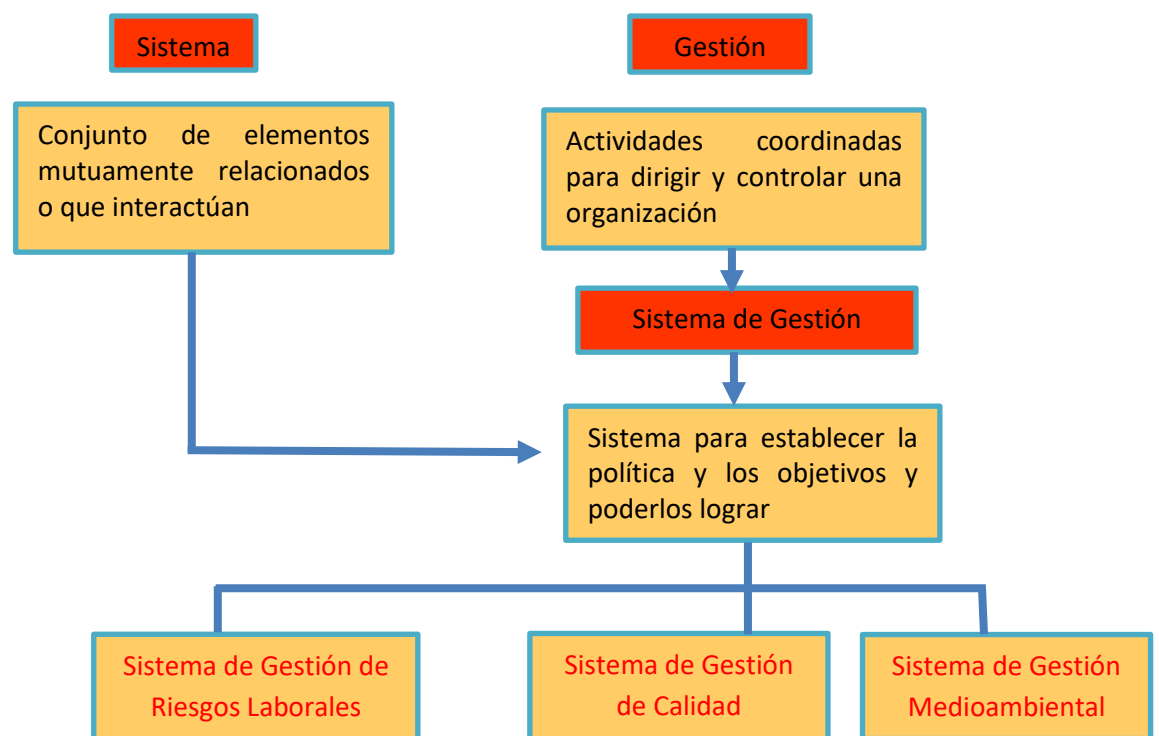 Sistema
Gestión
Conjunto de elementos
mutuamente relacionados
o que interactúan
Actividades coordinadas
para dirigir y controlar una
organización
Sistema de Gestión
Sistema para establecer la
política y los objetivos y
poderlos lograr
Sistema de Gestión de
Riesgos Laborales
Sistema de Gestión
de Calidad
Sistema de Gestión
Medioambiental